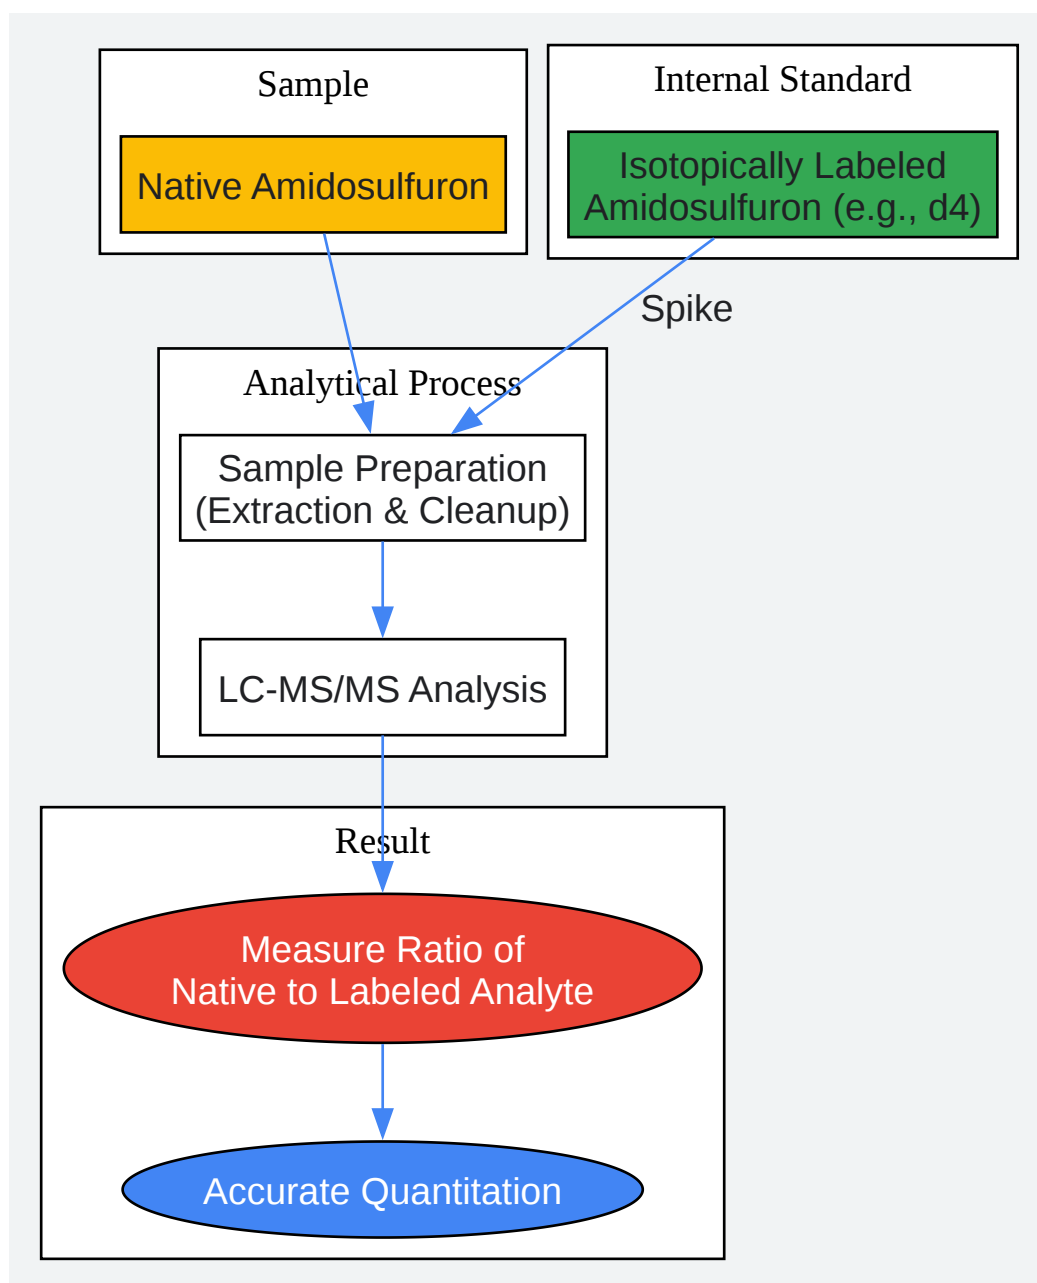 Sample
Native Amidosulfuron
Internal Standard
Isotopically Labeled
Amidosulfuron (e.g., d4)
Spike
Analytical Process
Sample Preparation
(Extraction & Cleanup)
LC-MS/MS Analysis
Result
Measure Ratio of
Native to Labeled Analyte
Accurate Quantitation